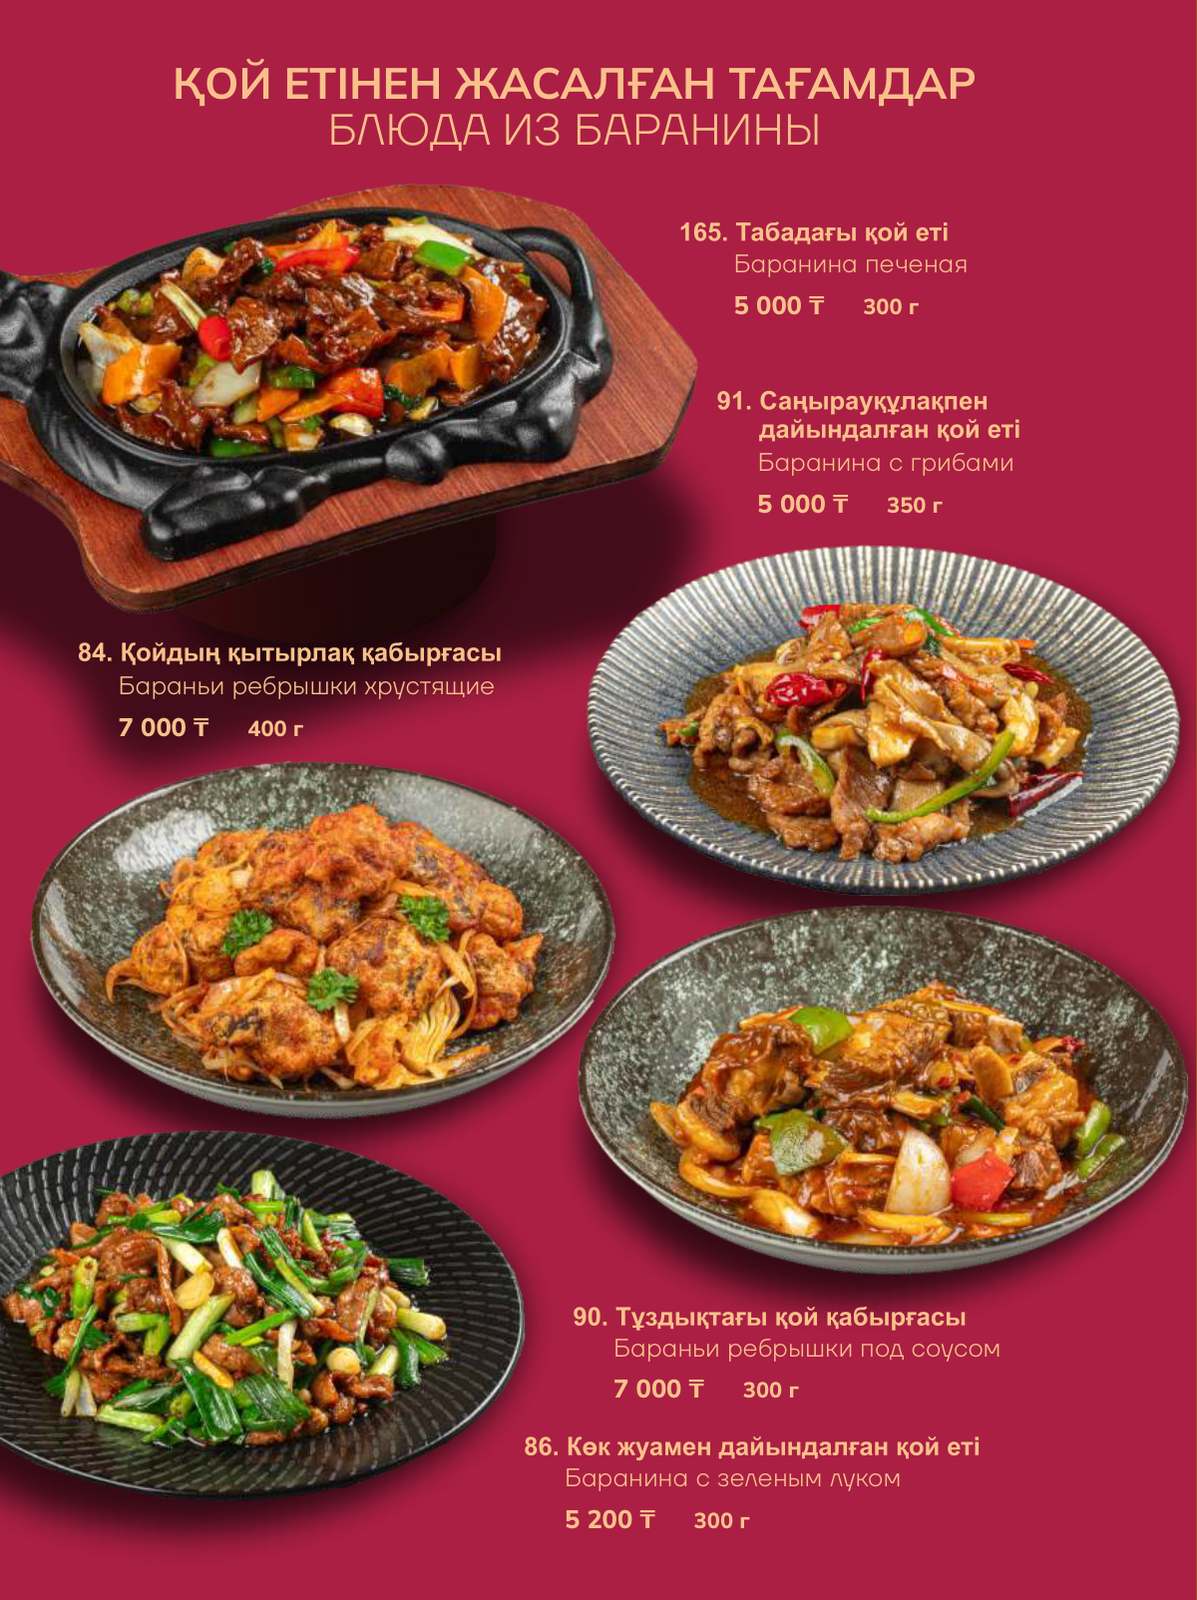 ҚОЙ ЕТІНЕН ЖАСАЛҒАН ТАҒАМДАР
БЛЮДА ИЗ БАРАНИНЫ
165. Табадағы қой еті
Баранина печеная
5 000 ₸ 300 г
91. Саңырауқұлақпен
дайындалған қой еті
Баранина с грибами
5 000 ₸ 350 г
84. Қойдың қытырлақ қабырғасы
Бараньи ребрышки хрустящие
7 000 ₸ 400 г
90. Тұздықтағы қой қабырғасы
Бараньи ребрышки под соусом
7 000 ₸ 300 г
86. Көк жуамен дайындалған қой еті
Баранина с зеленым луком
5 200 ₸ 300 г